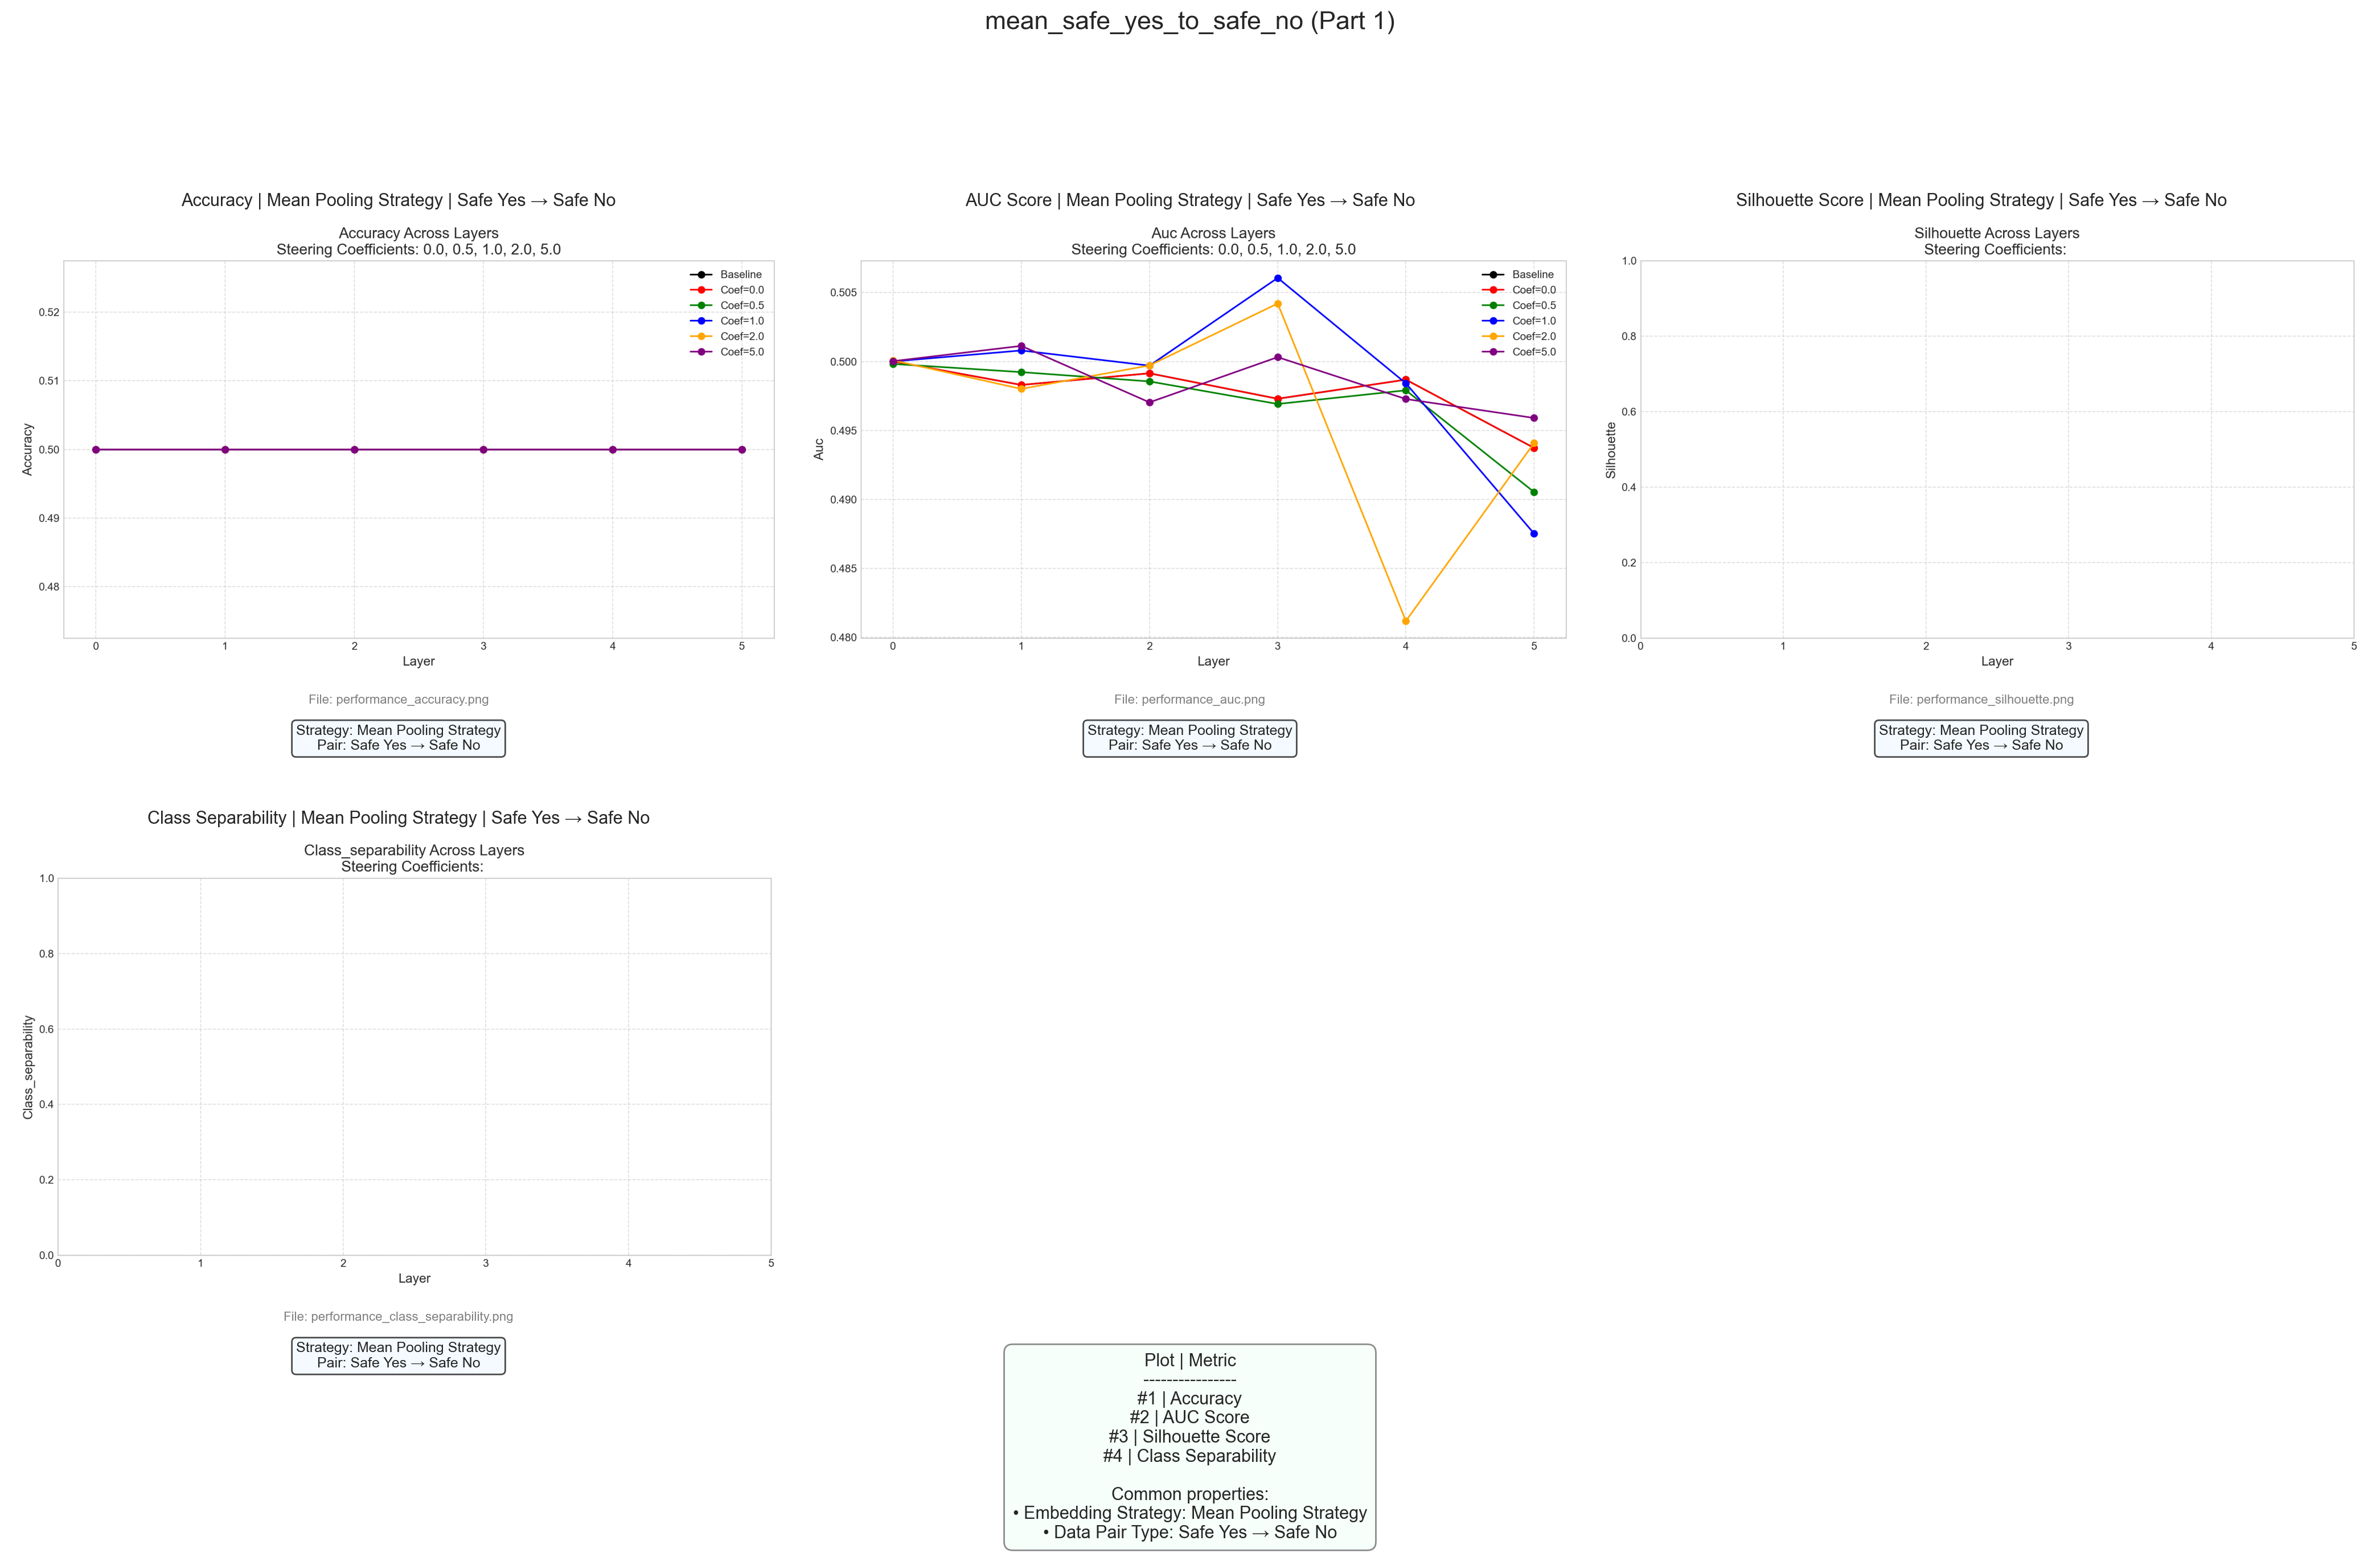 mean_safe_yes_to_safe_no (Part 1)
Accuracy | Mean Pooling Strategy | Safe Yes → Safe No
Accuracy Across Layers
Steering Coefficients: 0.0, 0.5, 1.0, 2.0, 5.0
Baseline
Coef=0.0
Coef=0.5
Coef=1.0
Coef=2.0
Coef=5.0
0.52
0.51
0.50
0.49
0.48
Accuracy
0 1 2 3 4 5
Layer
File: performance_accuracy.png
Strategy: Mean Pooling Strategy
Pair: Safe Yes → Safe No
AUC Score | Mean Pooling Strategy | Safe Yes → Safe No
Auc Across Layers
Steering Coefficients: 0.0, 0.5, 1.0, 2.0, 5.0
Baseline
Coef=0.0
Coef=0.5
Coef=1.0
Coef=2.0
Coef=5.0
0.505
0.500
0.495
0.490
0.485
0.480
Auc
0 1 2 3 4 5
Layer
File: performance_auc.png
Strategy: Mean Pooling Strategy
Pair: Safe Yes → Safe No
Silhouette Score | Mean Pooling Strategy | Safe Yes → Safe No
Silhouette Across Layers
Steering Coefficients:
1.0
0.8
0.6
0.4
0.2
0.0
Silhouette
0 1 2 3 4 5
Layer
File: performance_silhouette.png
Strategy: Mean Pooling Strategy
Pair: Safe Yes → Safe No
Class Separability | Mean Pooling Strategy | Safe Yes → Safe No
Class_separability Across Layers
Steering Coefficients:
1.0
0.8
0.6
0.4
0.2
0.0
Class_separability
0 1 2 3 4 5
Layer
File: performance_class_separability.png
Strategy: Mean Pooling Strategy
Pair: Safe Yes → Safe No
Plot | Metric
----------------
#1 | Accuracy
#2 | AUC Score
#3 | Silhouette Score
#4 | Class Separability
Common properties:
• Embedding Strategy: Mean Pooling Strategy
• Data Pair Type: Safe Yes → Safe No